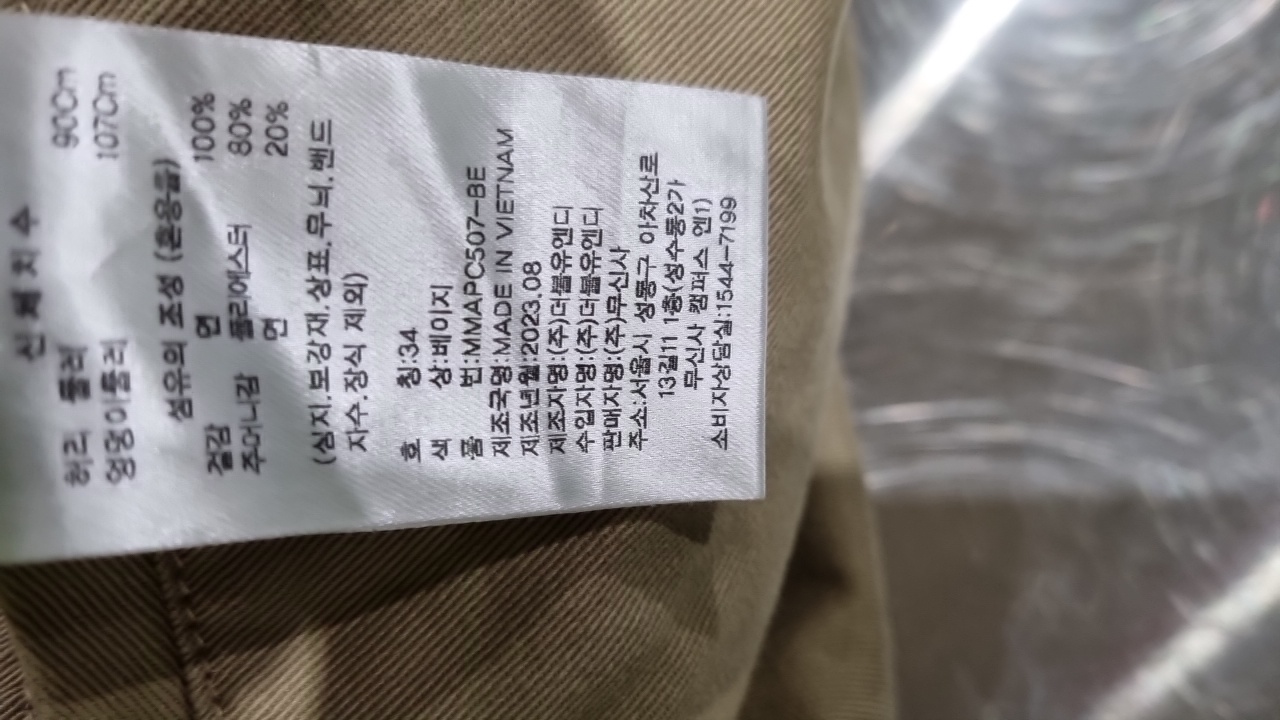 신체치수
허리 둘레 90Cm
엉덩이둘레 107Cm
섬유의 조성 (혼용율)
겉감 면 100%
주머니감 폴리에스터 80%
면 20%
(심지.보강재.상표.무늬.밴드
자수.장식 제외)
호 칭:34
색 상:베이지
품 번:MMAPC507-BE
제조국명:MADE IN VIETNAM
제조년월:2023.08
제조자명:(주)더블유엔디
수입자명:(주)더블유엔디
판매자명:(주)무신사
주소:서울시 성동구 아차산로
13길11 1층(성수동2가
무신사 캠퍼스 엔1)
소비자상담실:1544-7199